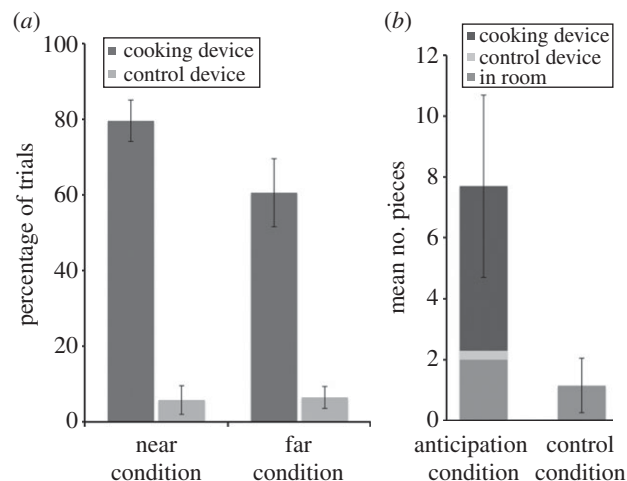 (a)
100
80
60
40
20
0
percentage of trials
cooking device
control device
near
condition
far
condition
(b)
12
10
8
6
4
2
0
mean no. pieces
cooking device
control device
in room
anticipation
condition
control
condition